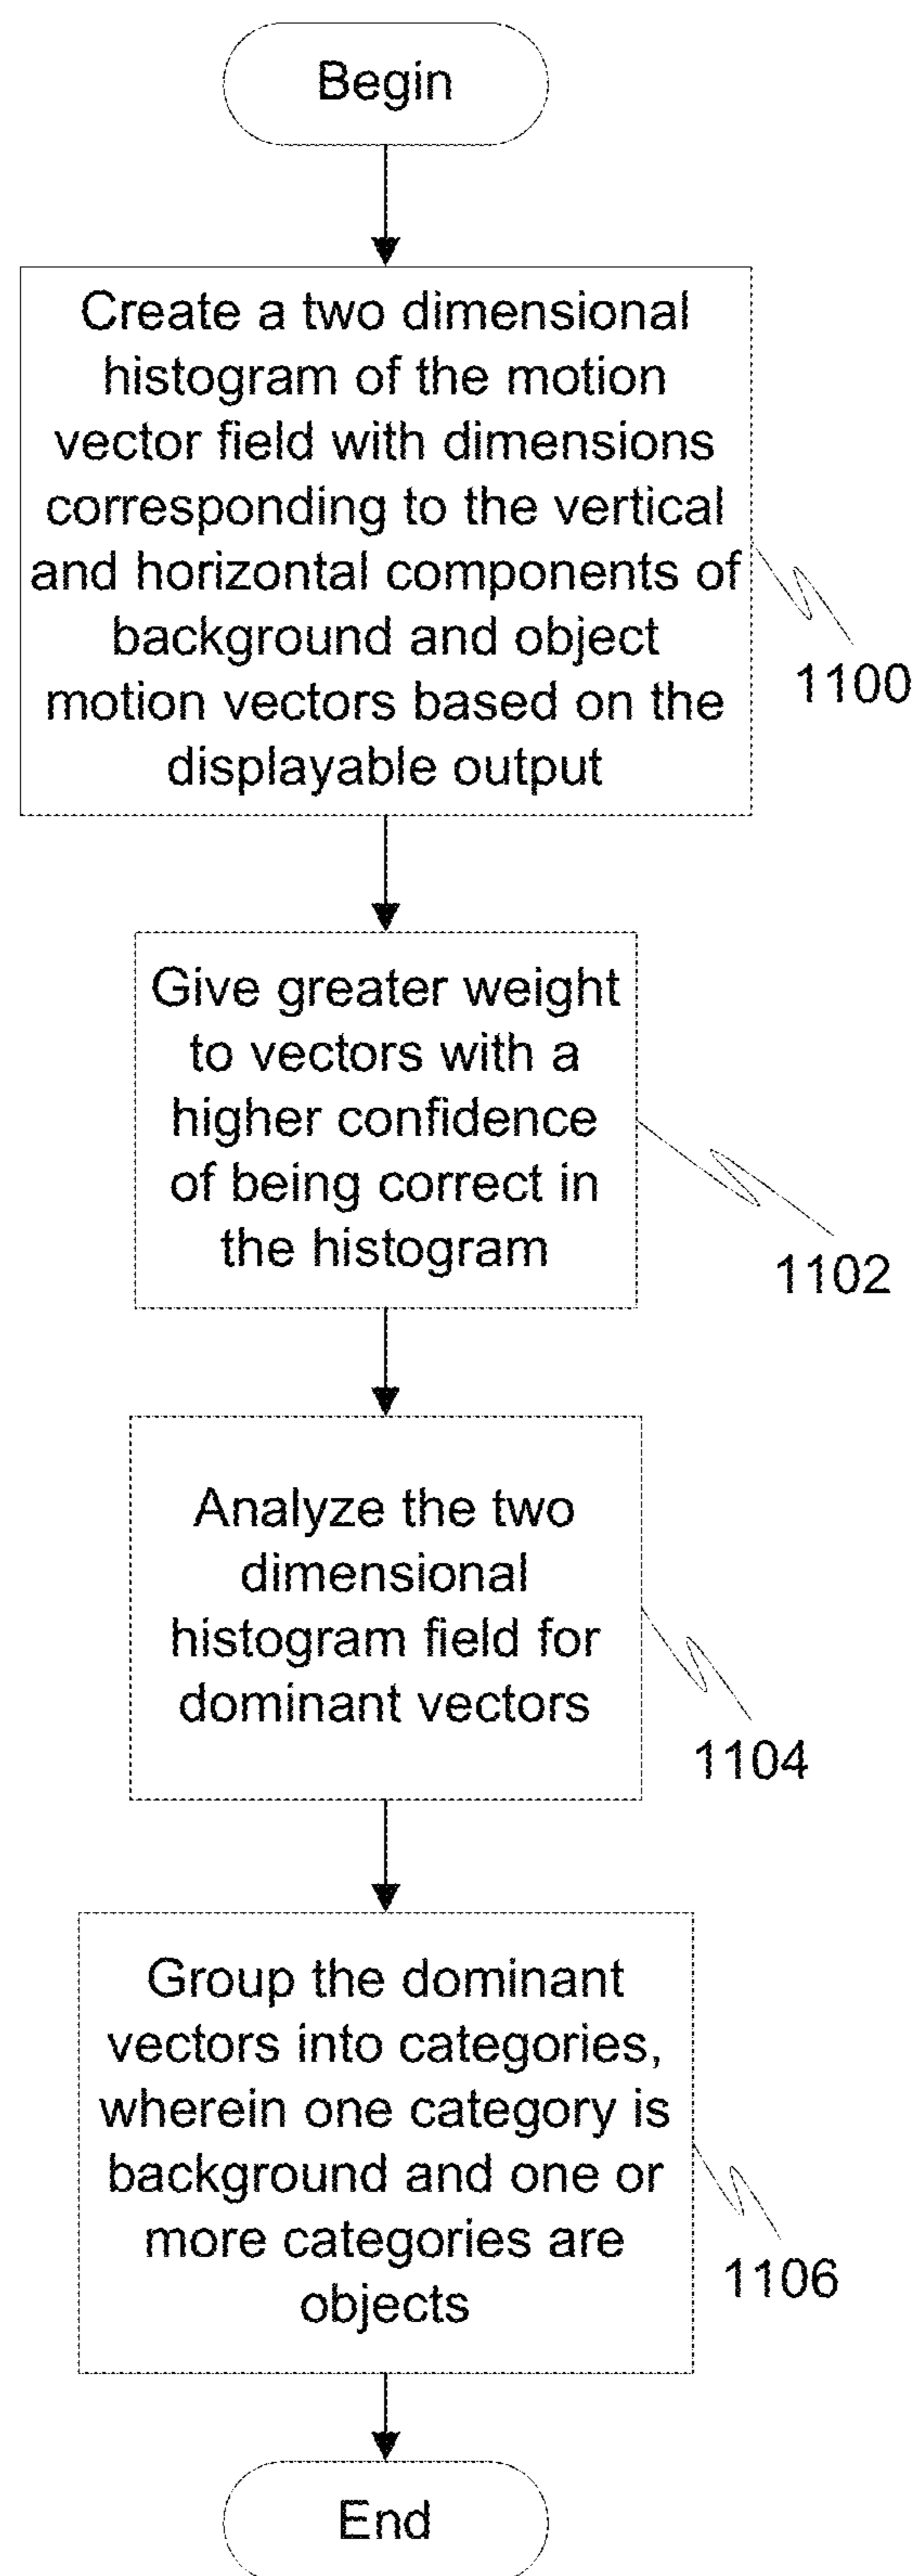 Begin
Create a two dimensional
histogram of the motion
vector field with dimensions
corresponding to the vertical
and horizontal components of
background and object
motion vectors based on the
displayable output
1100
Give greater weight
to vectors with a
higher confidence
of being correct in
the histogram
1102
Analyze the two
dimensional
histogram field for
dominant vectors
1104
Group the dominant
vectors into categories,
wherein one category is
background and one or
more categories are
objects
1106
End